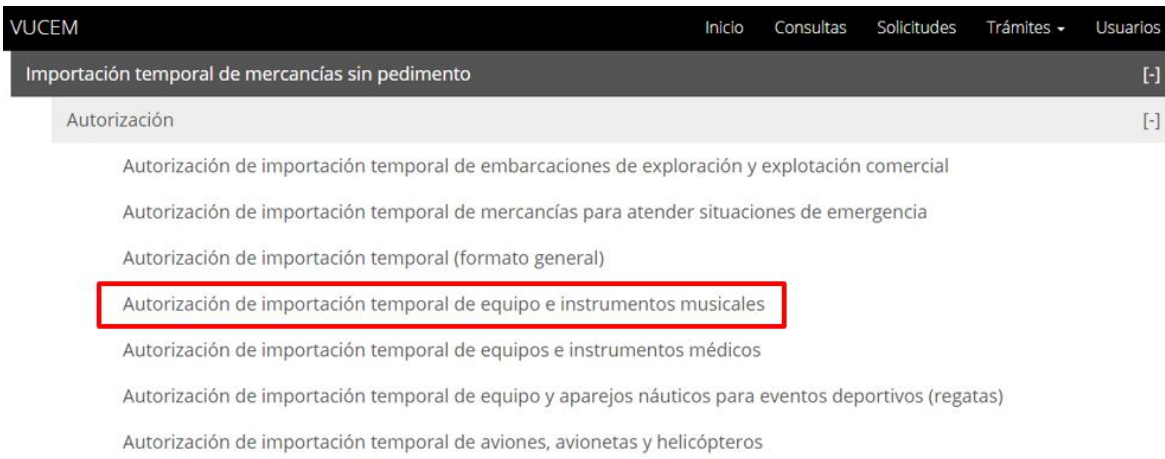 VUCEM Inicio Consultas Solicitudes Trámites Usuarios
Importación temporal de mercancías sin pedimento [-]
Autorización [-]
Autorización de importación temporal de embarcaciones de exploración y explotación comercial
Autorización de importación temporal de mercancías para atender situaciones de emergencia
Autorización de importación temporal (formato general)
Autorización de importación temporal de equipo e instrumentos musicales
Autorización de importación temporal de equipos e instrumentos médicos
Autorización de importación temporal de equipo y aparejos náuticos para eventos deportivos (regatas)
Autorización de importación temporal de aviones, avionetas y helicópteros